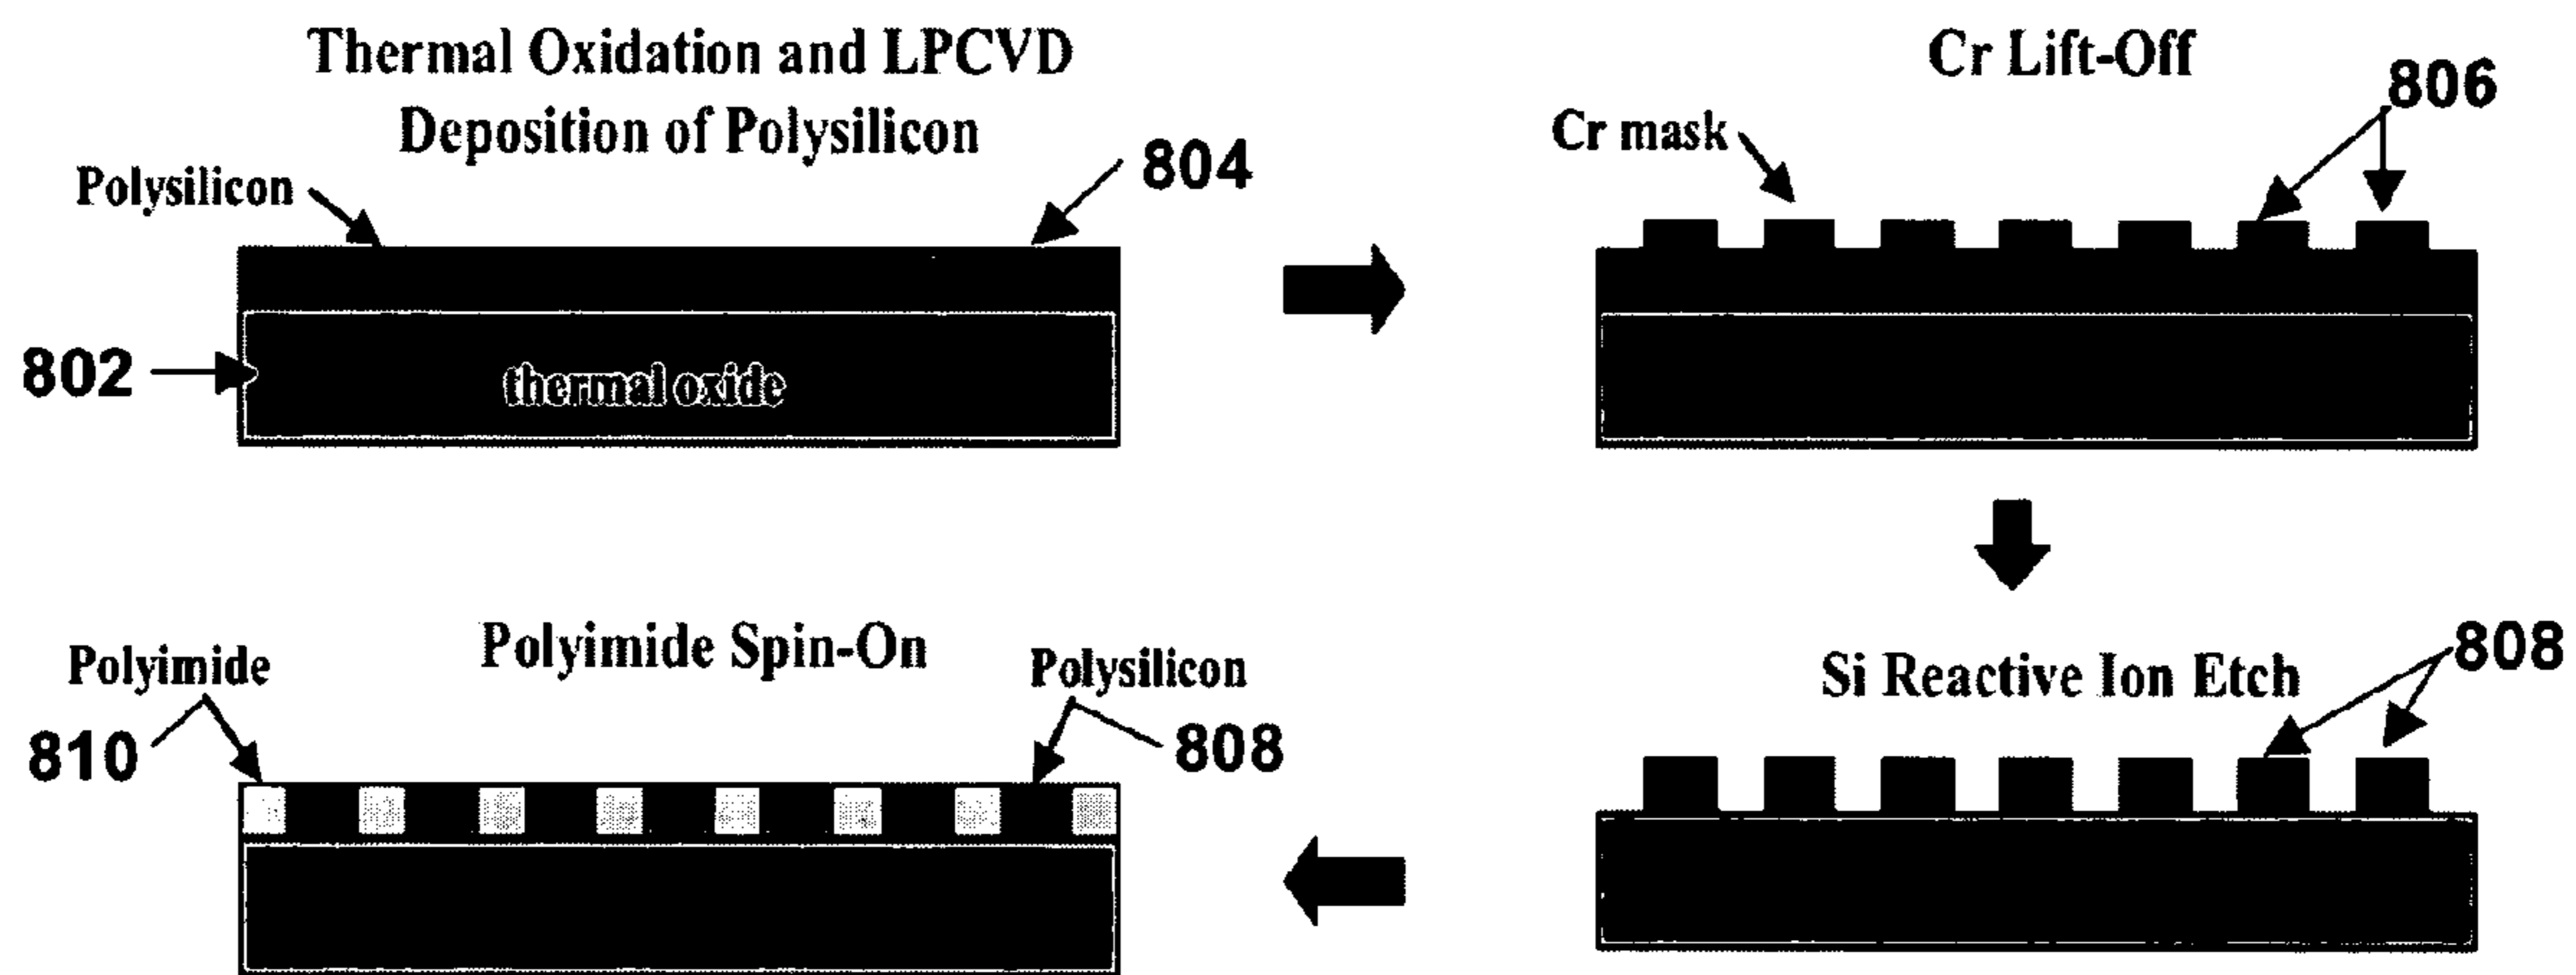 Thermal Oxidation and LPCVD
Deposition of Polysilicon
Polysilicon
804
802
thermal oxide
Cr Lift-Off
806
Cr mask
Si Reactive Ion Etch
808
Polyimide Spin-On
Polyimide
810
Polysilicon
808